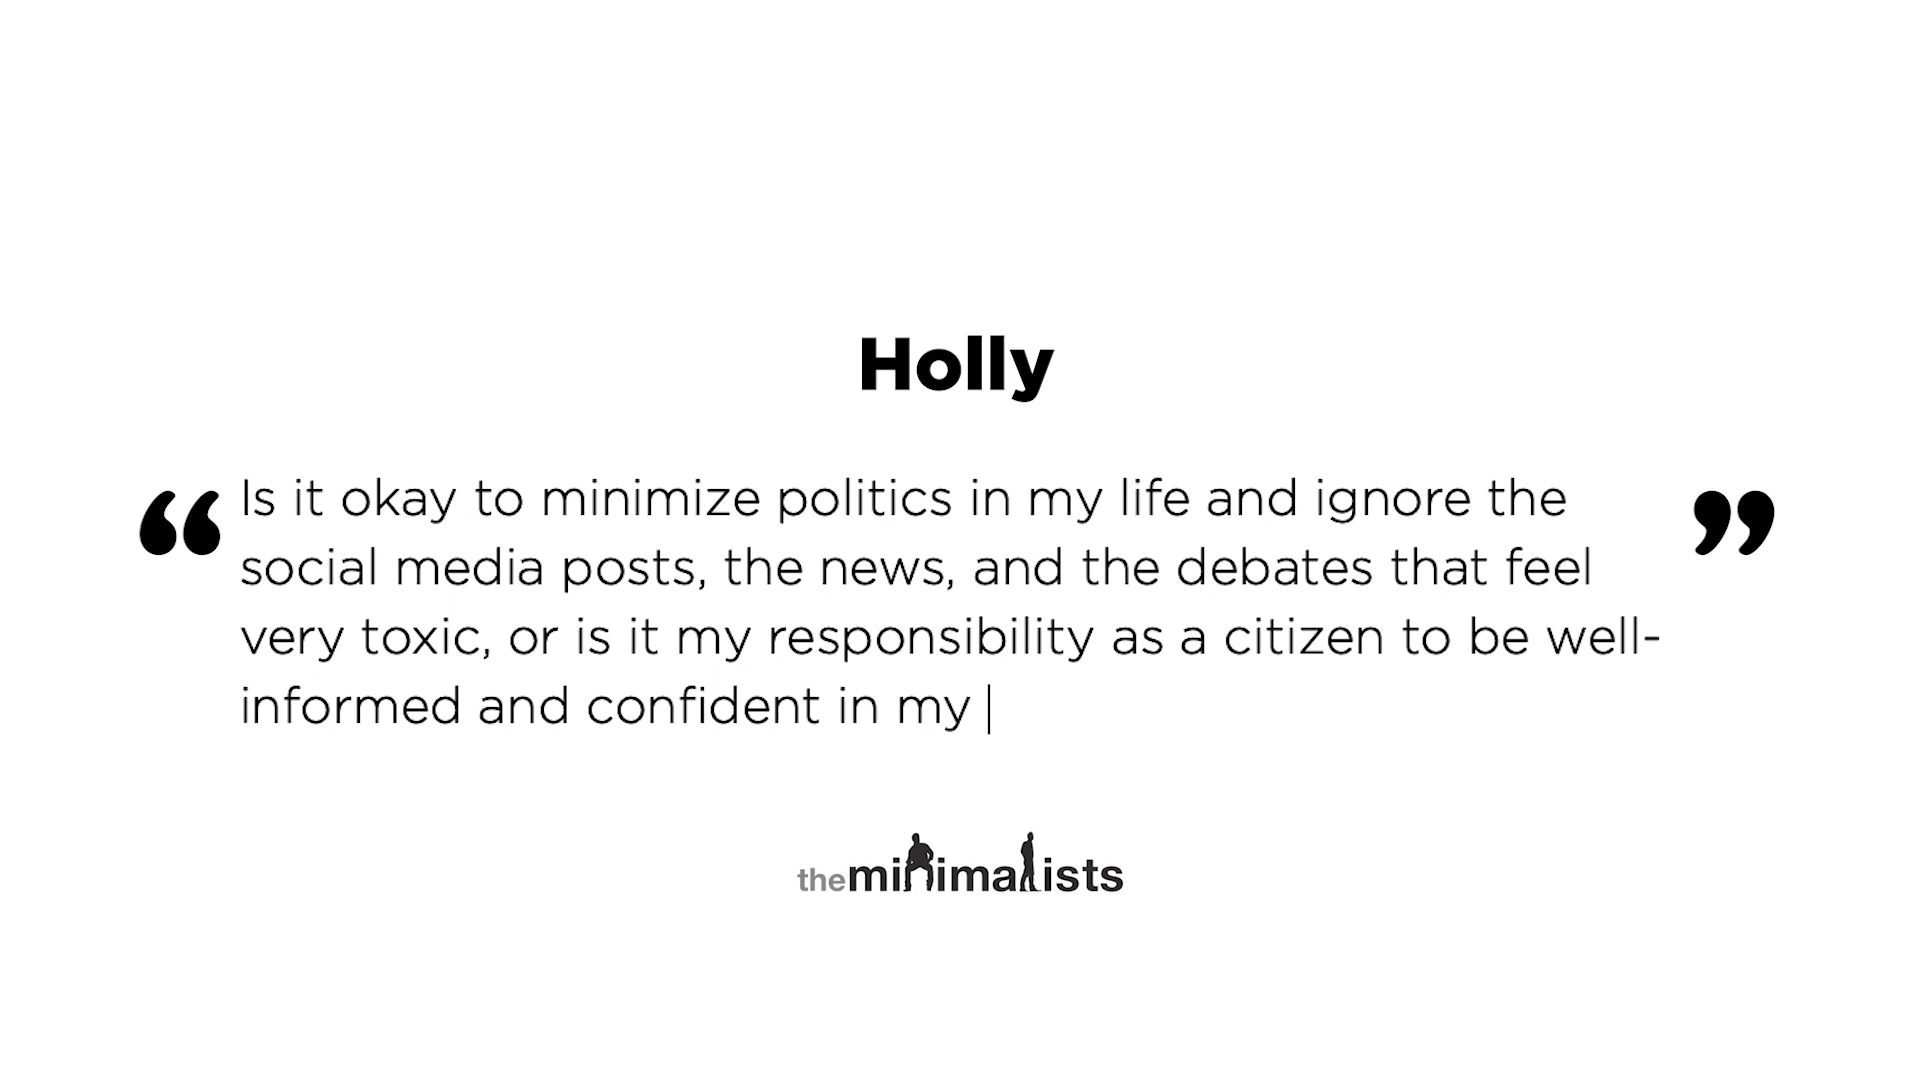 Holly
“Is it okay to minimize politics in my life and ignore the”
social media posts, the news, and the debates that feel
very toxic, or is it my responsibility as a citizen to be well-
informed and confident in my |
theminimalists